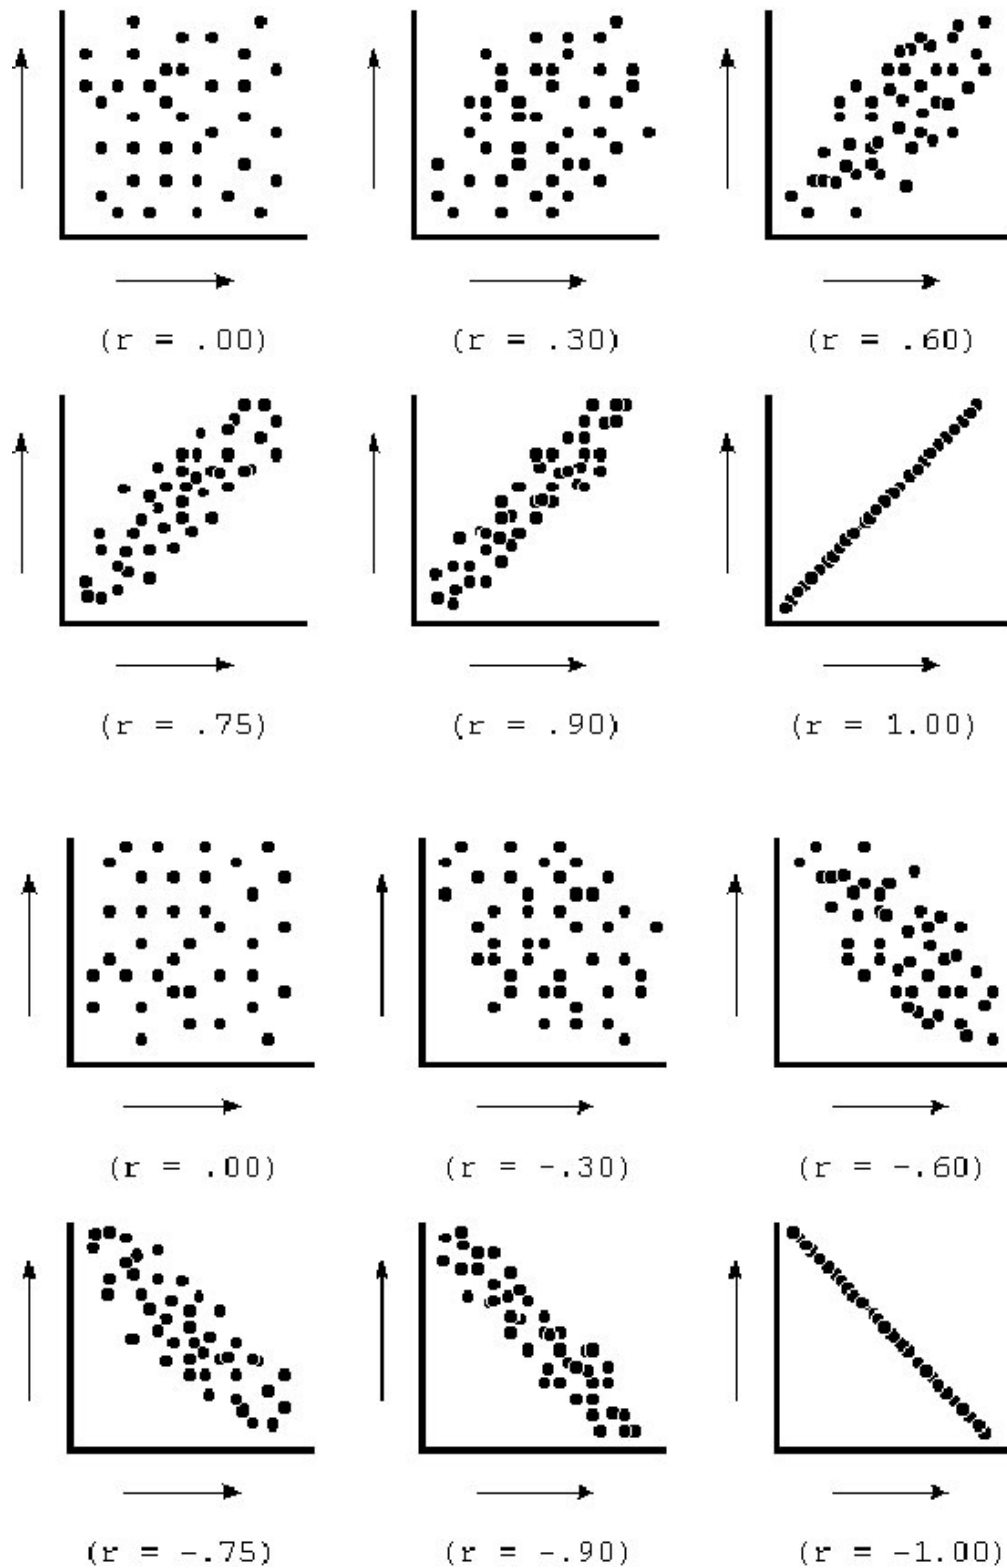 (r = .00) (r = .30) (r = .60)
(r = .75) (r = .90) (r = 1.00)
(r = .00) (r = -.30) (r = -.60)
(r = -.75) (r = -.90) (r = -1.00)